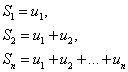 S₁ = u₁,
S₂ = u₁ + u₂,
Sₙ = u₁ + u₂ + ... + uₙ